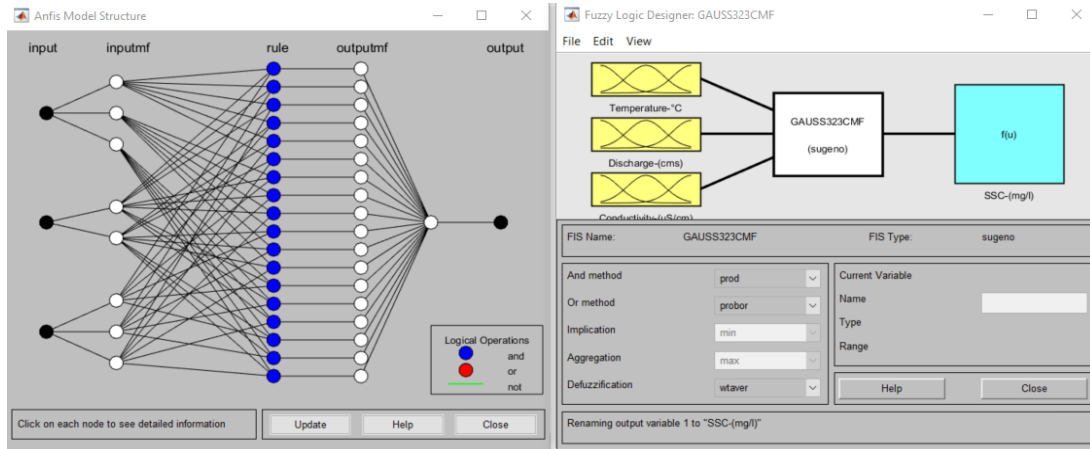 Anfis Model Structure
input inputmf rule outputmf output
Logical Operations
and
or
not
Click on each node to see detailed information
Update Help Close
Fuzzy Logic Designer: GAUSS323CMF
File Edit View
Temperature-°C
Discharge-(cms)
Conductivity-(uS/cm)
GAUSS323CMF
(sugeno)
f(u)
SSC-(mg/l)
FIS Name: GAUSS323CMF FIS Type: sugeno
And method prod
Or method probor
Implication min
Aggregation max
Defuzzification wtaver
Current Variable
Name
Type
Range
Help Close
Renaming output variable 1 to "SSC-(mg/l)"